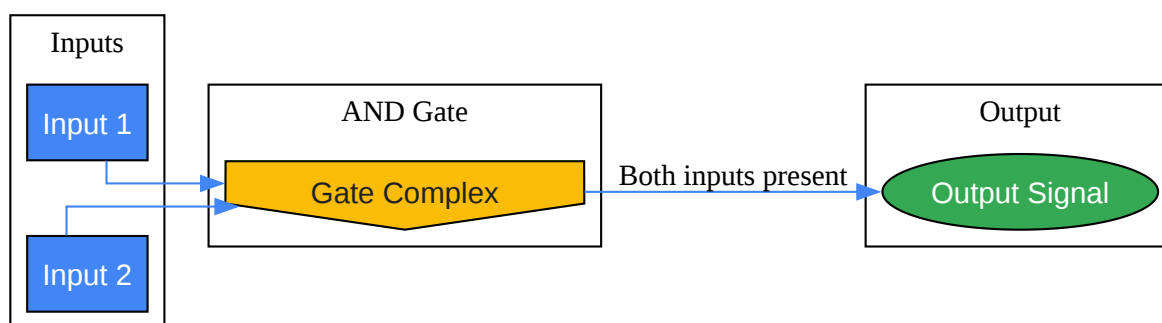 Inputs
Input 1
Input 2
AND Gate
Gate Complex
Both inputs present
Output
Output Signal